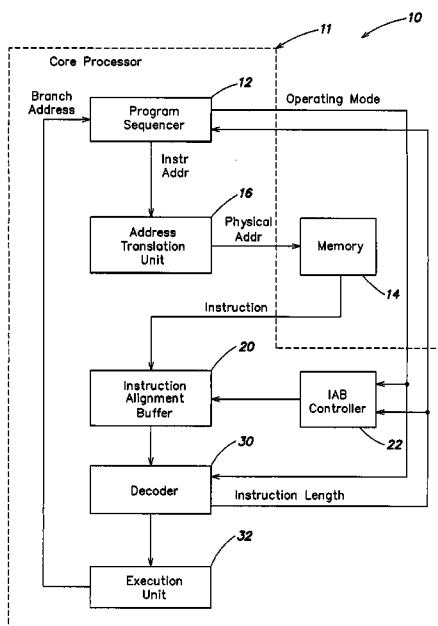 10
11
Core Processor
12
Branch
Address
Operating Mode
Program
Sequencer
Instr
Addr
16
Physical
Addr
Address
Translation
Unit
Memory
14
Instruction
20
Instruction
Alignment
Buffer
IAB
Controller
22
30
Decoder
Instruction Length
32
Execution
Unit